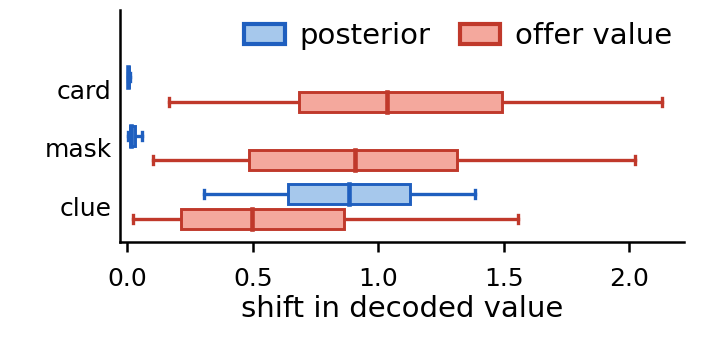 posterior offer value
card
mask
clue
0.0 0.5 1.0 1.5 2.0
shift in decoded value